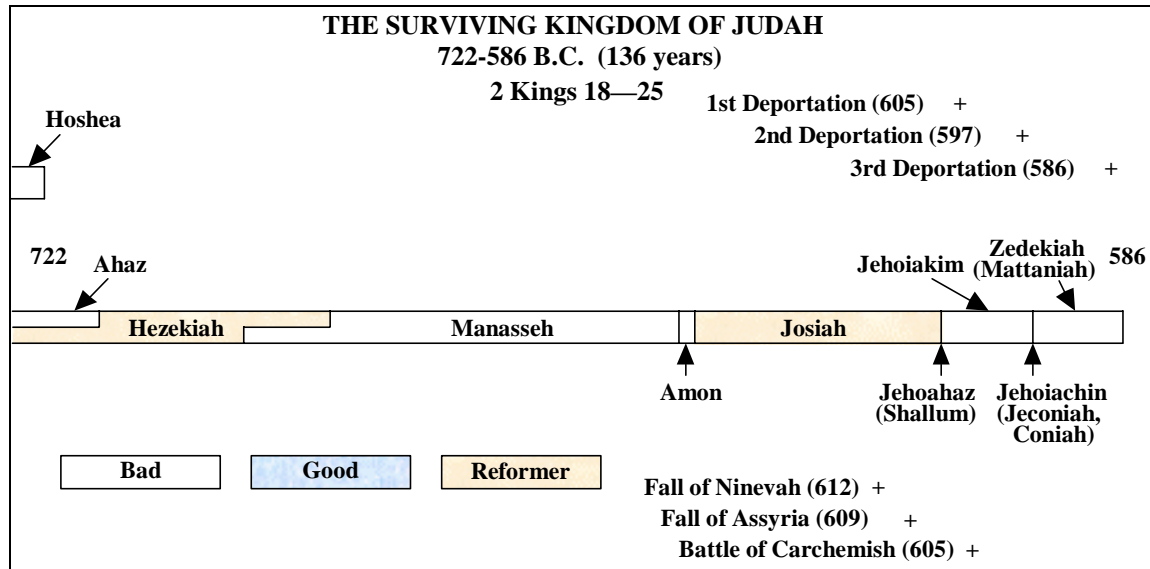 THE SURVIVING KINGDOM OF JUDAH
722-586 B.C. (136 years)
2 Kings 18—25
1st Deportation (605) +
Hoshea
2nd Deportation (597) +
3rd Deportation (586) +
722
Ahaz
Jehoiakim
Zedekiah
(Mattaniah)
586
Hezekiah
Manasseh
Josiah
Amon
Jehoahaz
(Shallum)
Jehoiachin
(Jeconiah,
Coniah)
Bad
Good
Reformer
Fall of Ninevah (612) +
Fall of Assyria (609) +
Battle of Carchemish (605) +